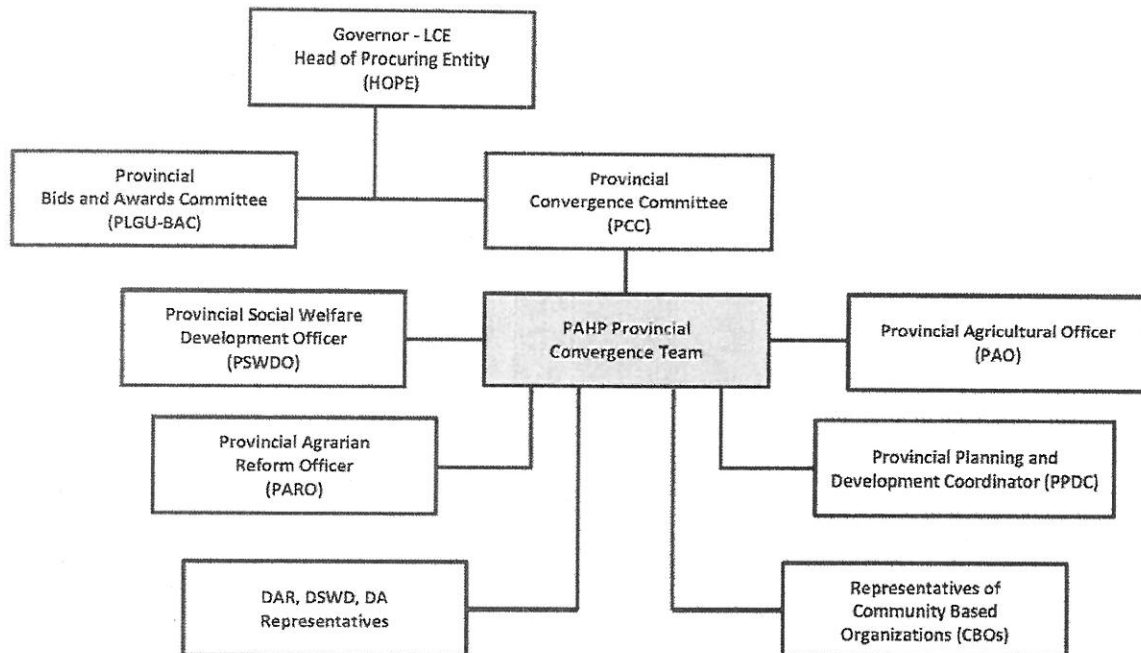 Governor - LCE
Head of Procuring Entity
(HOPE)
Provincial
Bids and Awards Committee
(PLGU-BAC)
Provincial
Convergence Committee
(PCC)
Provincial Social Welfare
Development Officer
(PSWDO)
PAHP Provincial
Convergence Team
Provincial Agricultural Officer
(PAO)
Provincial Agrarian
Reform Officer
(PARO)
Provincial Planning and
Development Coordinator (PPDC)
DAR, DSWD, DA
Representatives
Representatives of
Community Based
Organizations (CBOs)